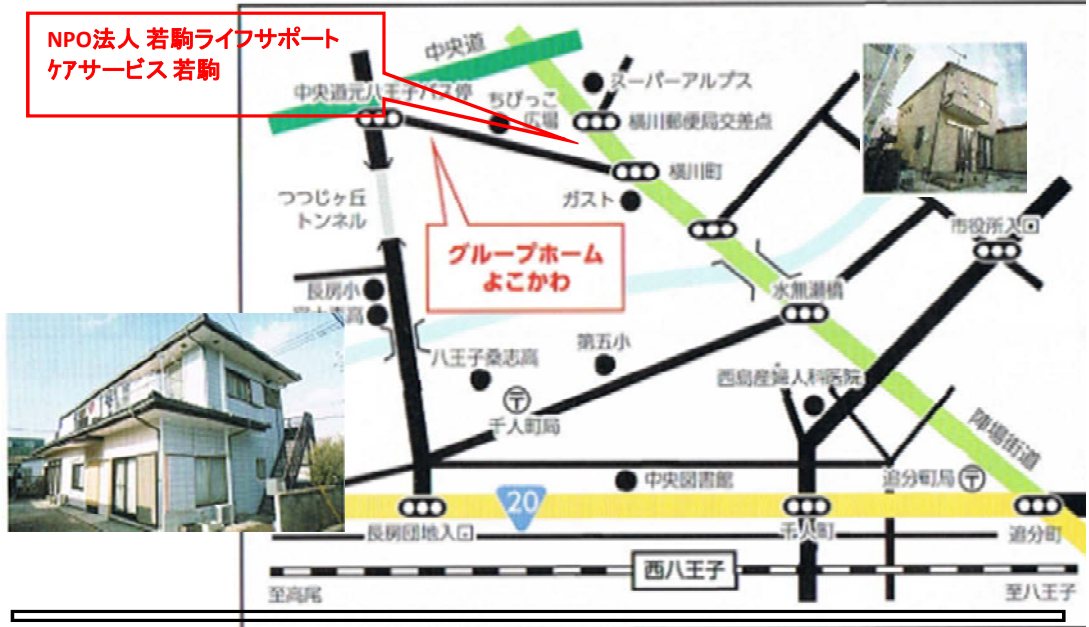 NPO法人 若駒ライフサポート
ケアサービス 若駒
中央道
中央道元八王子バス停
ちびっこ
広場
スーパーアルプス
横川郵便局交差点
横川町
ガスト
つつじヶ丘
トンネル
グループホーム
よこかわ
市役所入口
長房小
水無瀬橋
八王子桑志高
第五小
西島産婦人科医院
千人町局
陣場街道
中央図書館
追分町局
20
長房団地入口
千人町
追分町
西八王子
至高尾
至八王子